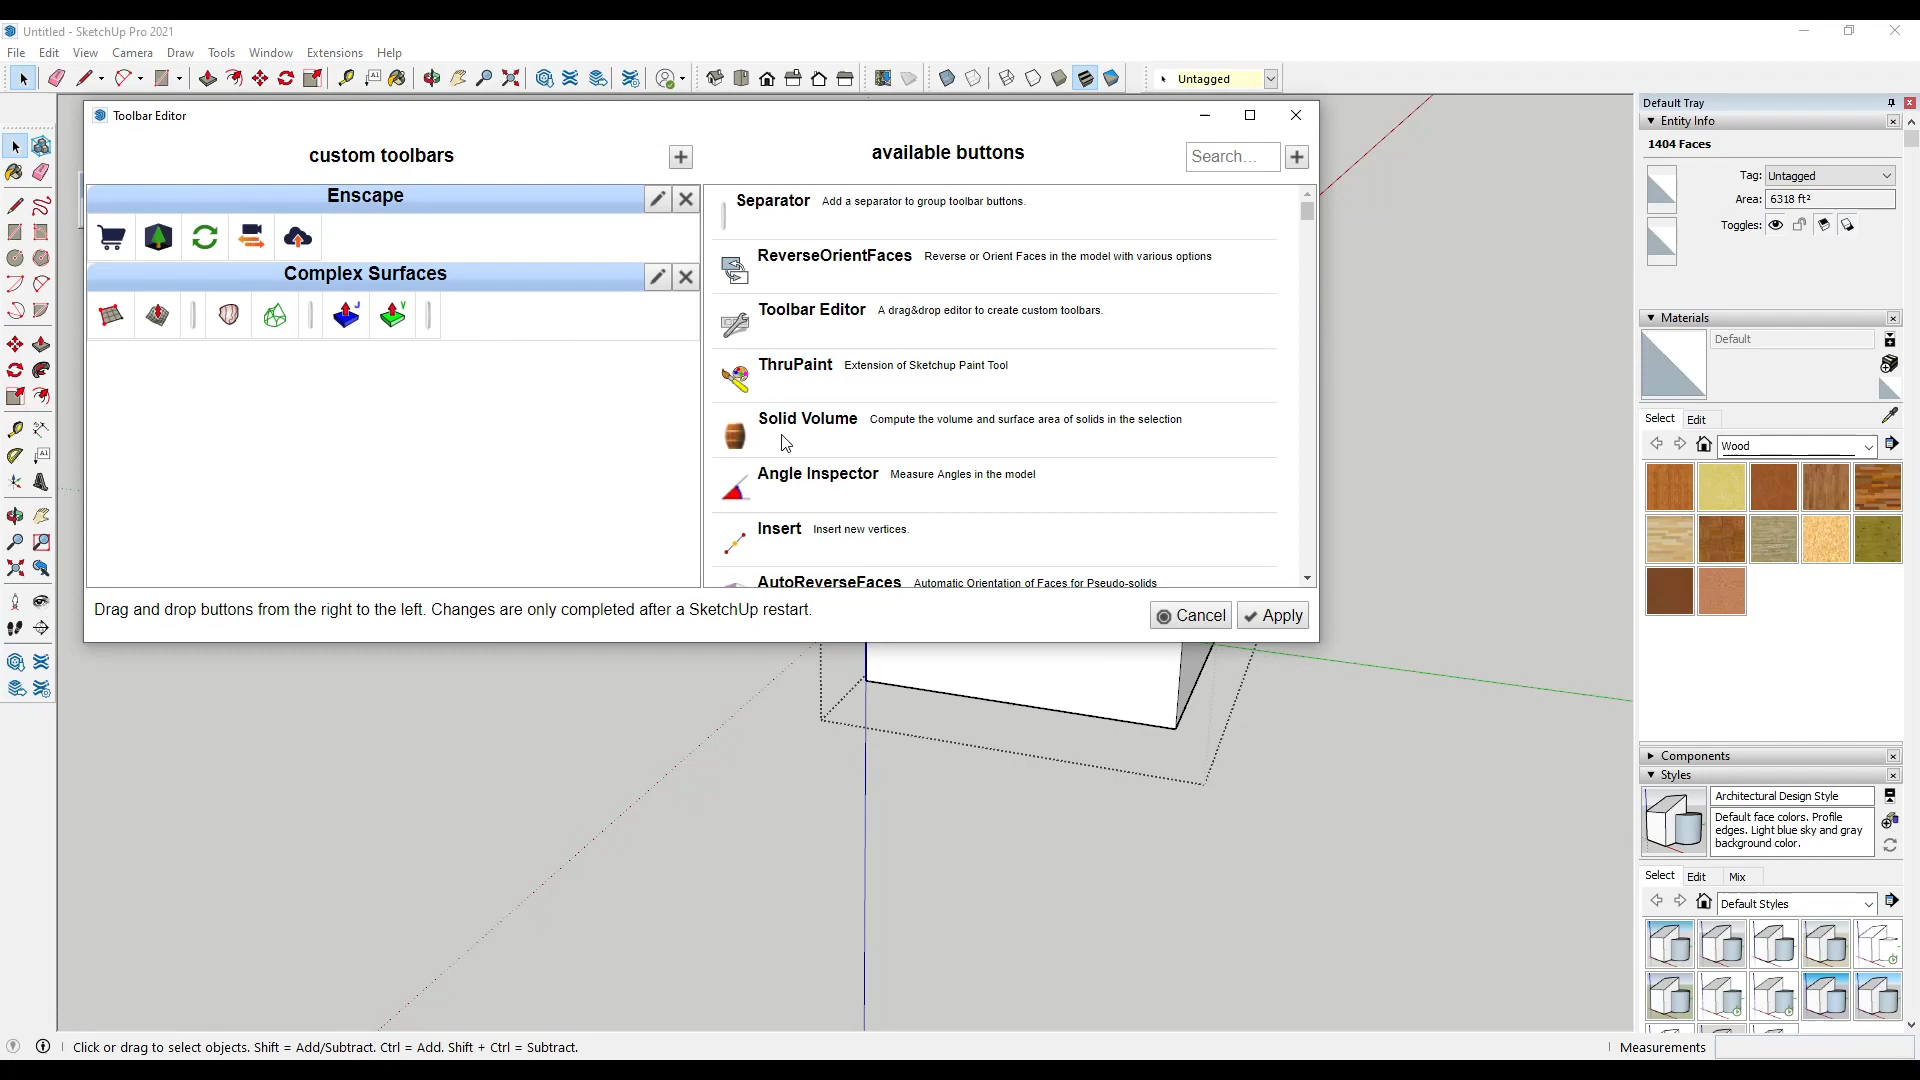 Untitled - SketchUp Pro 2021
File Edit View Camera Draw Tools Window Extensions Help
Untagged
Toolbar Editor
custom toolbars
available buttons
Search...
Enscape
Complex Surfaces
Separator Add a separator to group toolbar buttons.
ReverseOrientFaces Reverse or Orient Faces in the model with various options
Toolbar Editor A drag&drop editor to create custom toolbars.
ThruPaint Extension of Sketchup Paint Tool
Solid Volume Compute the volume and surface area of solids in the selection
Angle Inspector Measure Angles in the model
Insert Insert new vertices.
AutoReverseFaces Automatic Orientation of Faces for Pseudo-solids
Drag and drop buttons from the right to the left. Changes are only completed after a SketchUp restart.
Cancel Apply
Default Tray
Entity Info
1404 Faces
Tag: Untagged
Area: 6318 ft²
Toggles:
Materials
Default
Select Edit
Wood
Components
Styles
Architectural Design Style
Default face colors. Profile
edges. Light blue sky and gray
background color.
Select Edit Mix
Default Styles
Click or drag to select objects. Shift = Add/Subtract. Ctrl = Add. Shift + Ctrl = Subtract.
Measurements